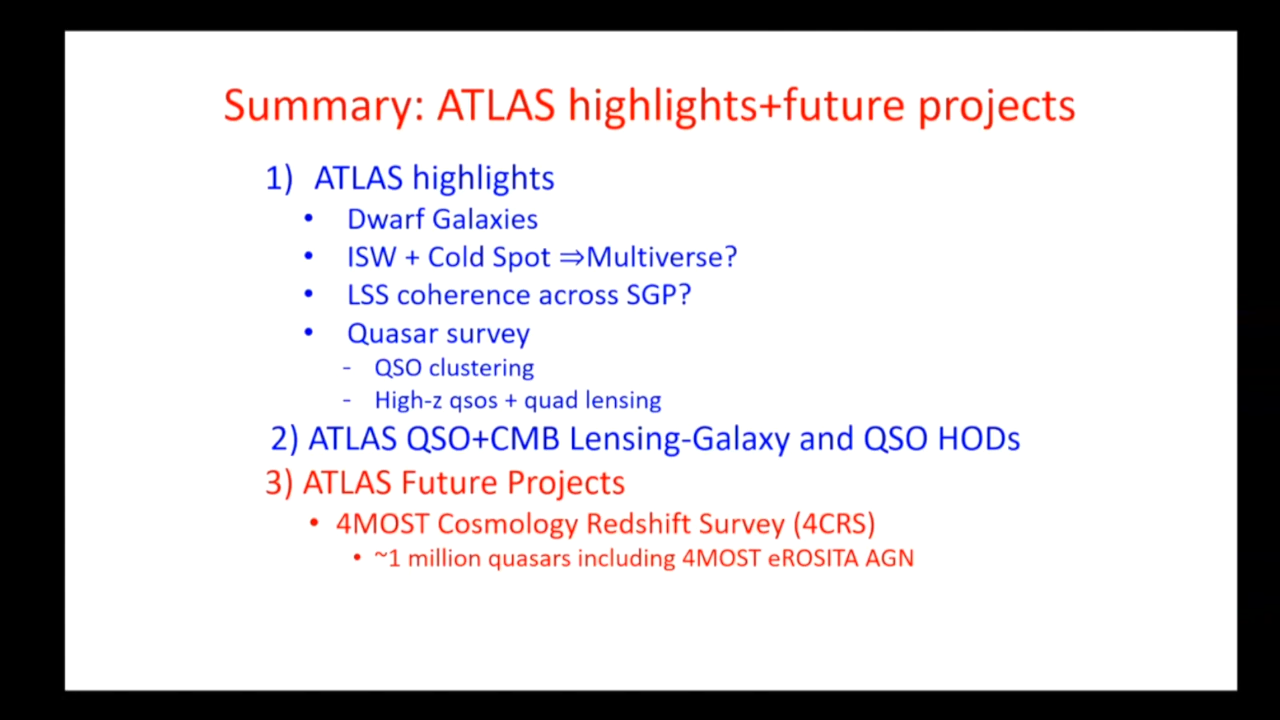 Summary: ATLAS highlights+future projects
1) ATLAS highlights
• Dwarf Galaxies
• ISW + Cold Spot ⇒Multiverse?
• LSS coherence across SGP?
• Quasar survey
- QSO clustering
- High-z qsos + quad lensing
2) ATLAS QSO+CMB Lensing-Galaxy and QSO HODs
3) ATLAS Future Projects
• 4MOST Cosmology Redshift Survey (4CRS)
• ~1 million quasars including 4MOST eROSITA AGN